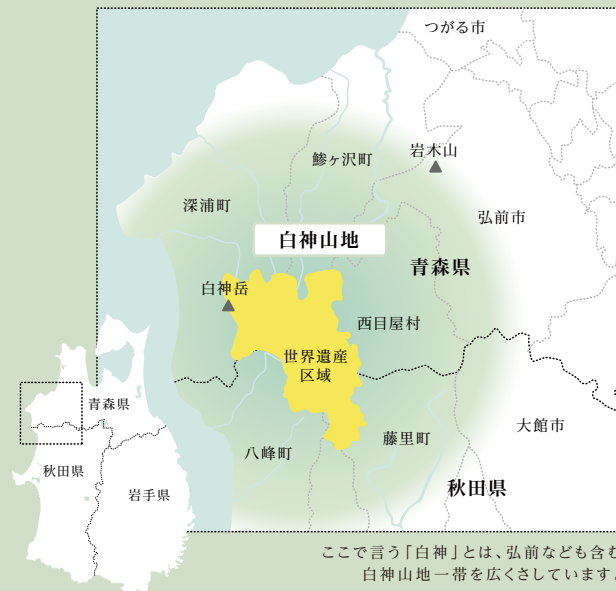 つがる市
岩木山
鰺ヶ沢町
深浦町
弘前市
白神山地
青森県
白神岳
西目屋村
世界遺産
区域
青森県
大館市
八峰町
藤里町
秋田県
岩手県
秋田県
ここで言う「白神」とは、弘前なども含む
白神山地一帯を広くさしています。